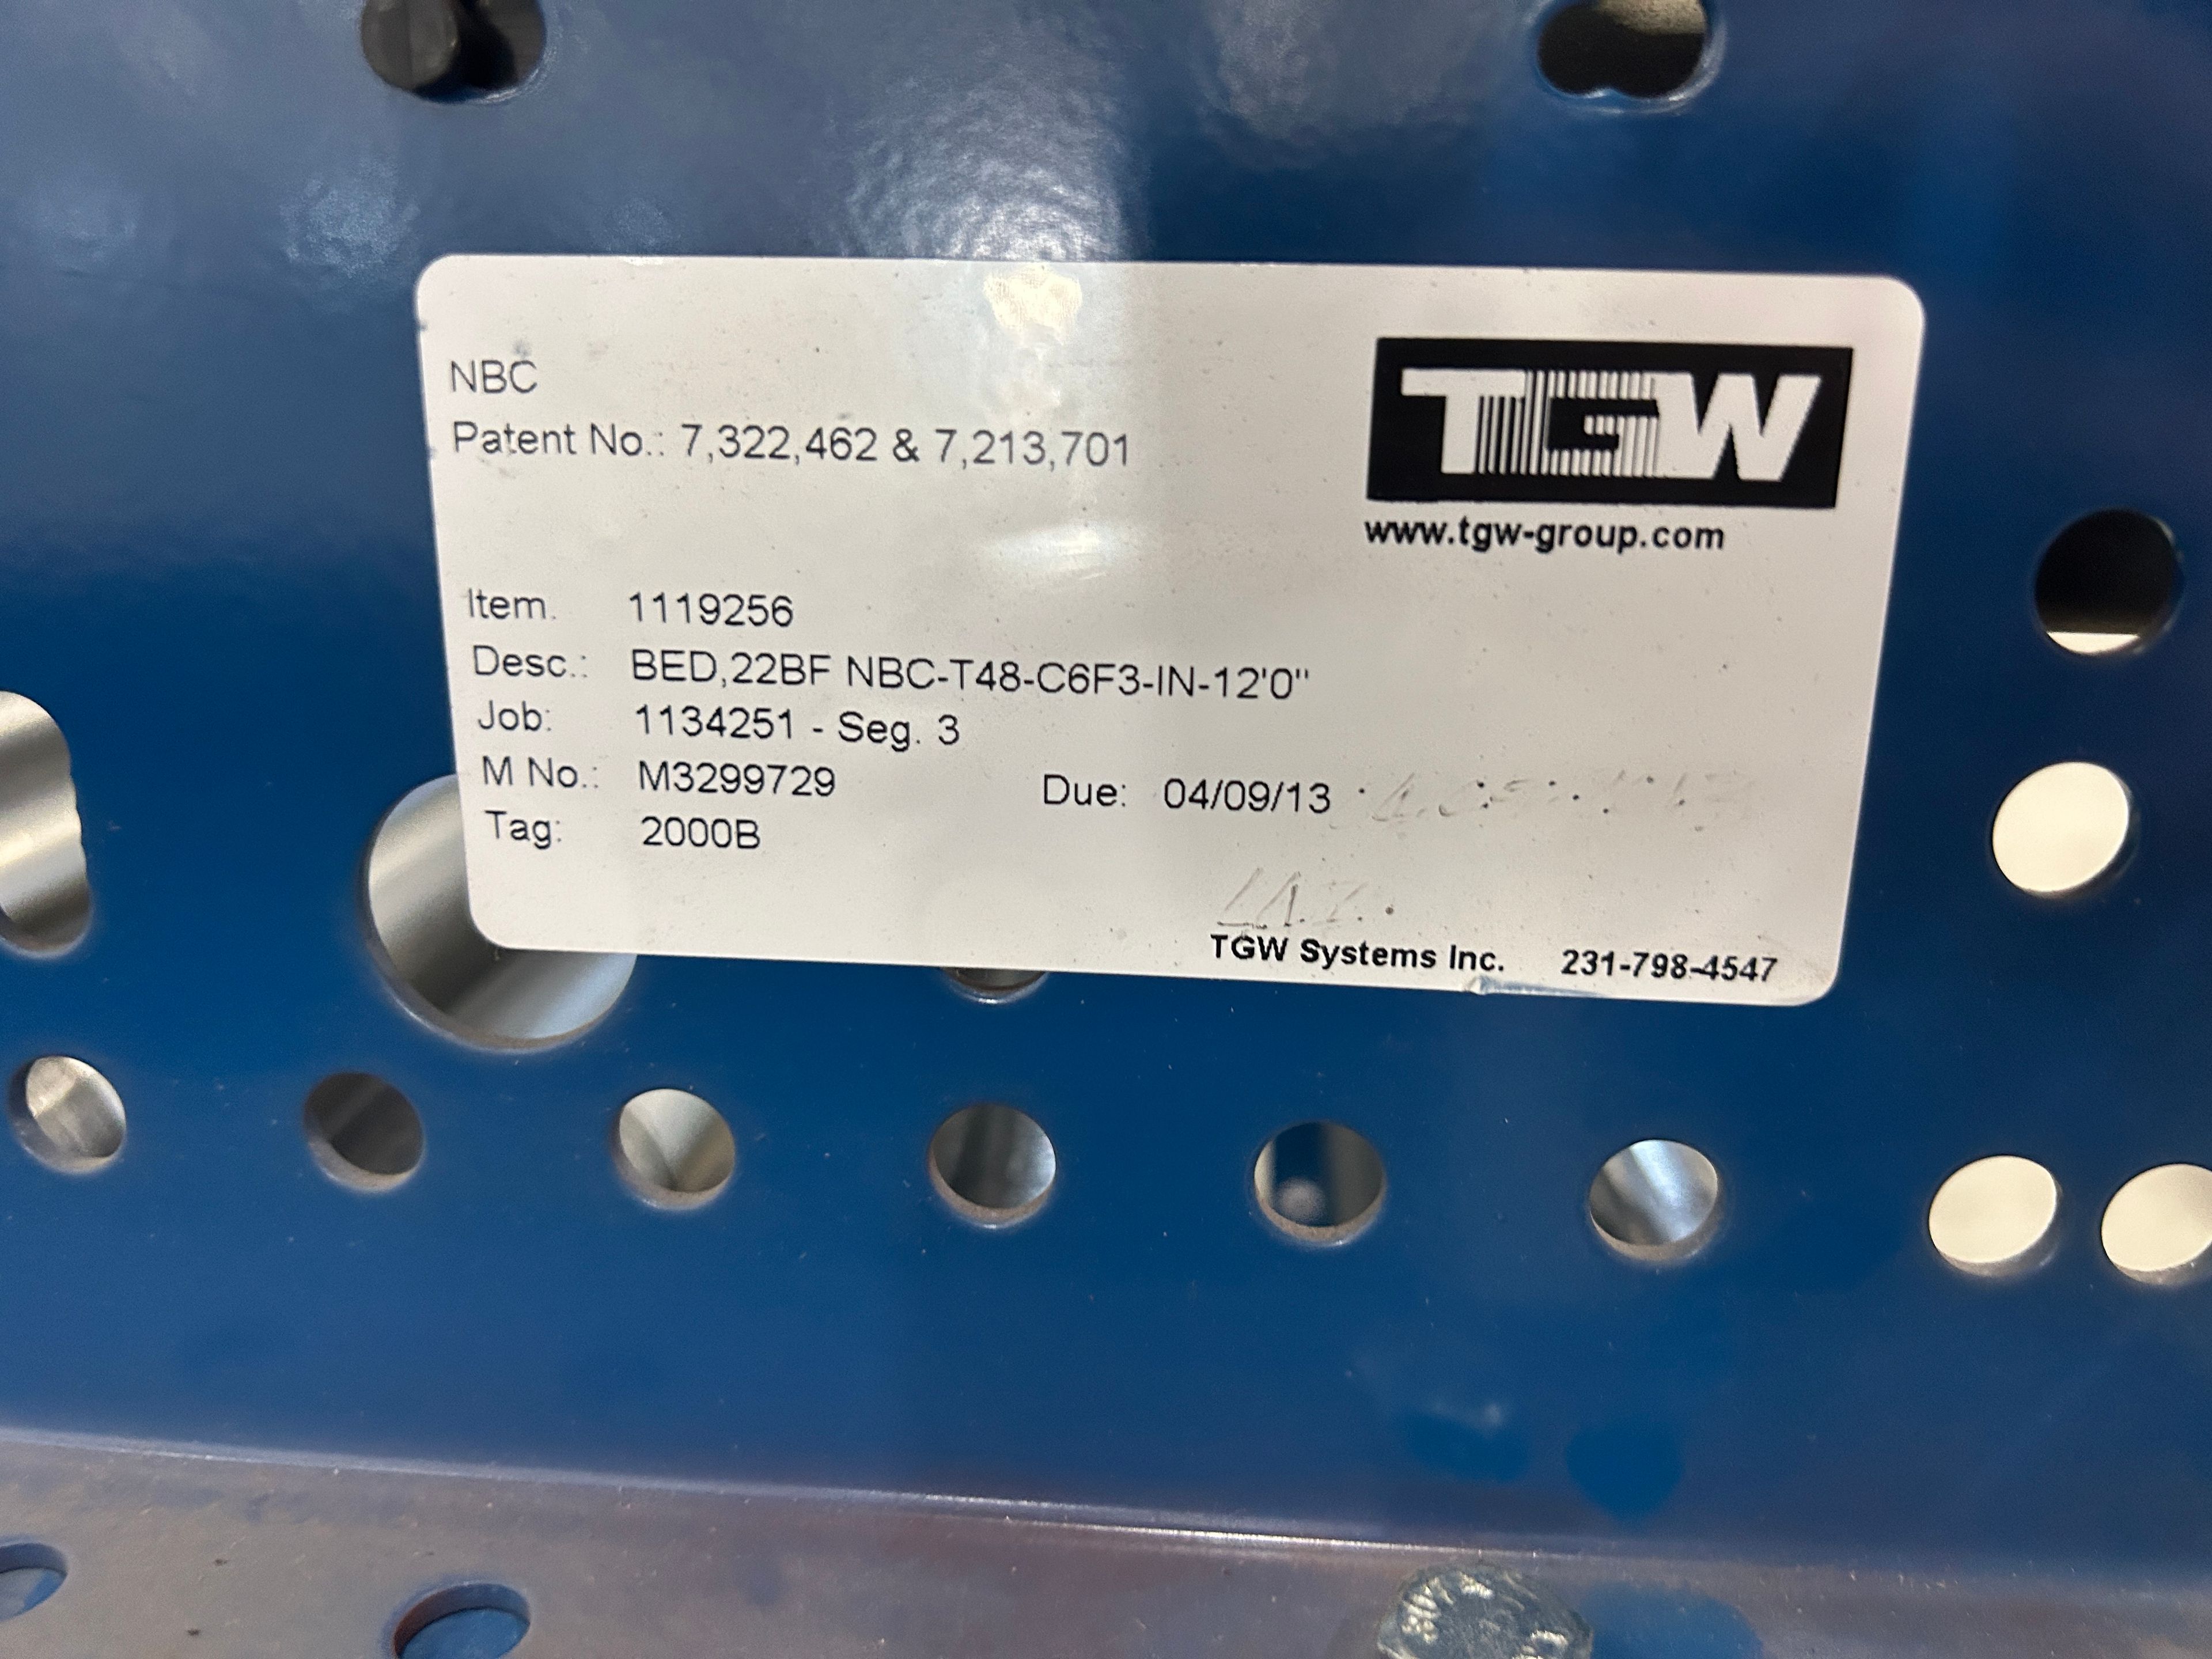 NBC
Patent No.: 7,322,462 & 7,213,701
TGW
www.tgw-group.com
Item. 1119256
Desc.: BED,22BF NBC-T48-C6F3-IN-12'0"
Job: 1134251 - Seg. 3
M No.: M3299729 Due: 04/09/13
Tag: 2000B
TGW Systems Inc. 231-798-4547